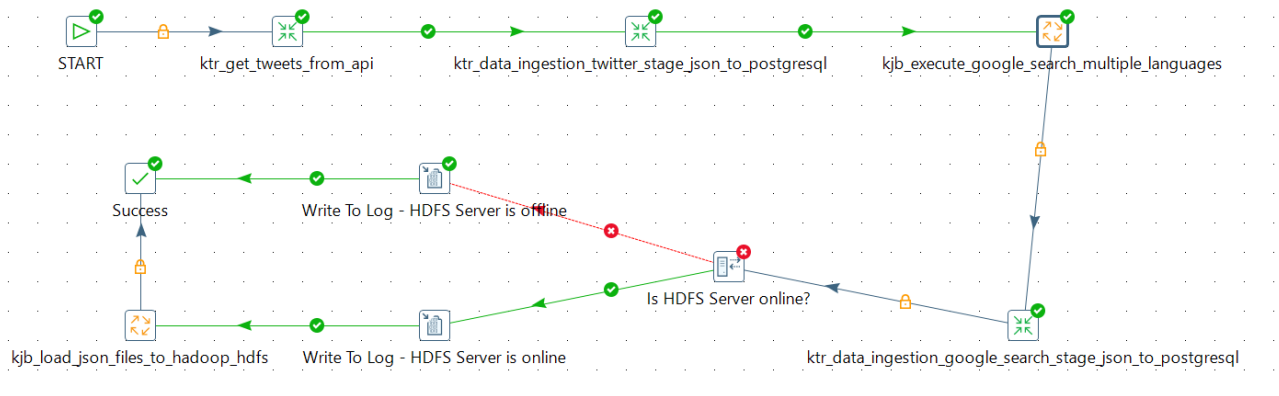 START
ktr_get_tweets_from_api
ktr_data_ingestion_twitter_stage_json_to_postgresql
kjb_execute_google_search_multiple_languages
Success
Write To Log - HDFS Server is offline
Is HDFS Server online?
kjb_load_json_files_to_hadoop_hdfs
Write To Log - HDFS Server is online
ktr_data_ingestion_google_search_stage_json_to_postgresql